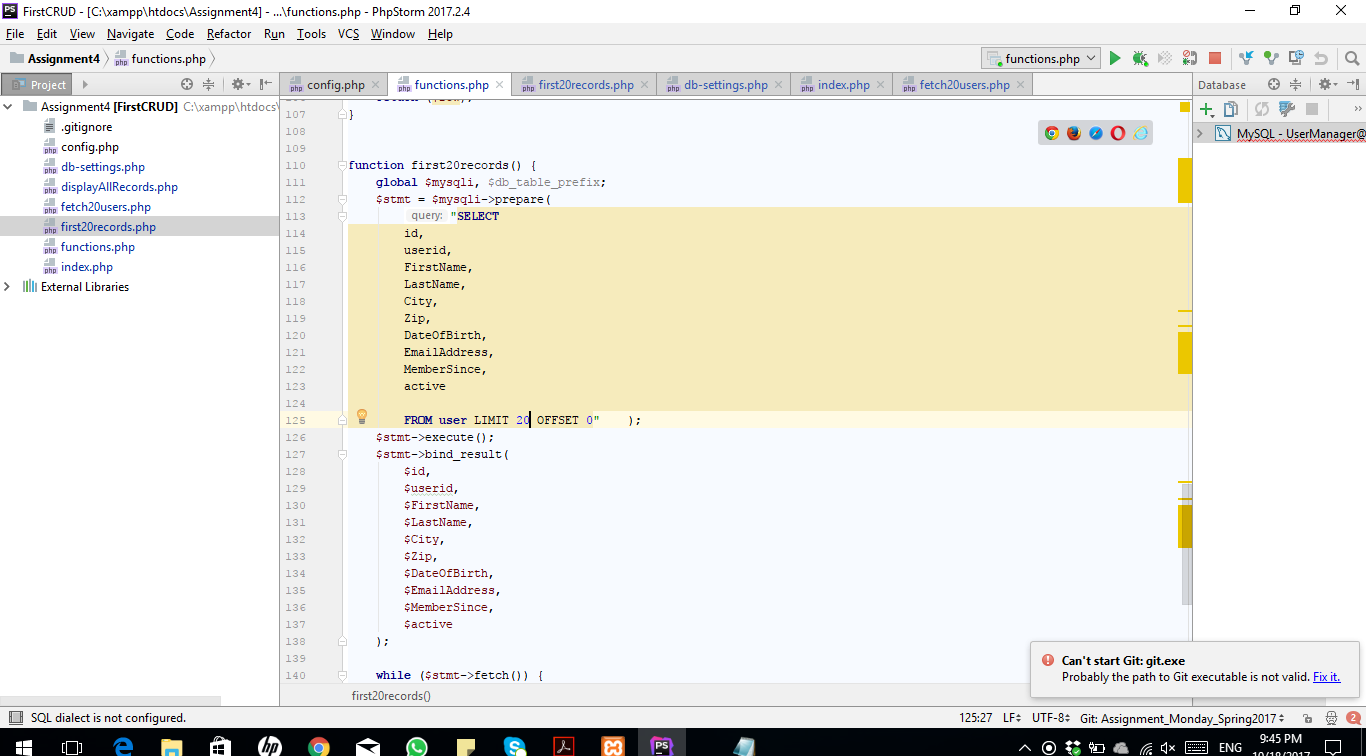 FirstCRUD - [C:\xampp\htdocs\Assignment4] - ...\functions.php - PhpStorm 2017.2.4
File Edit View Navigate Code Refactor Run Tools VCS Window Help
Assignment4 functions.php
functions.php
Project
config.php functions.php first20records.php db-settings.php index.php fetch20users.php
Database
Assignment4 [FirstCRUD] C:\xampp\htdocs\
.gitignore
config.php
db-settings.php
displayAllRecords.php
fetch20users.php
first20records.php
functions.php
index.php
External Libraries
MySQL - UserManager@
107 }
108
109
110 function first20records() {
111 global $mysqli, $db_table_prefix;
112 $stmt = $mysqli->prepare(
113 query: "SELECT
114 id,
115 userid,
116 FirstName,
117 LastName,
118 City,
119 Zip,
120 DateOfBirth,
121 EmailAddress,
122 MemberSince,
123 active
124
125 FROM user LIMIT 20 OFFSET 0" );
126 $stmt->execute();
127 $stmt->bind_result(
128 $id,
129 $userid,
130 $FirstName,
131 $LastName,
132 $City,
133 $Zip,
134 $DateOfBirth,
135 $EmailAddress,
136 $MemberSince,
137 $active
138 );
139
140 while ($stmt->fetch()) {
first20records()
Can't start Git: git.exe
Probably the path to Git executable is not valid. Fix it.
SQL dialect is not configured.
125:27 LF UTF-8 Git: Assignment_Monday_Spring2017 2
ENG
9:45 PM
10/18/2017